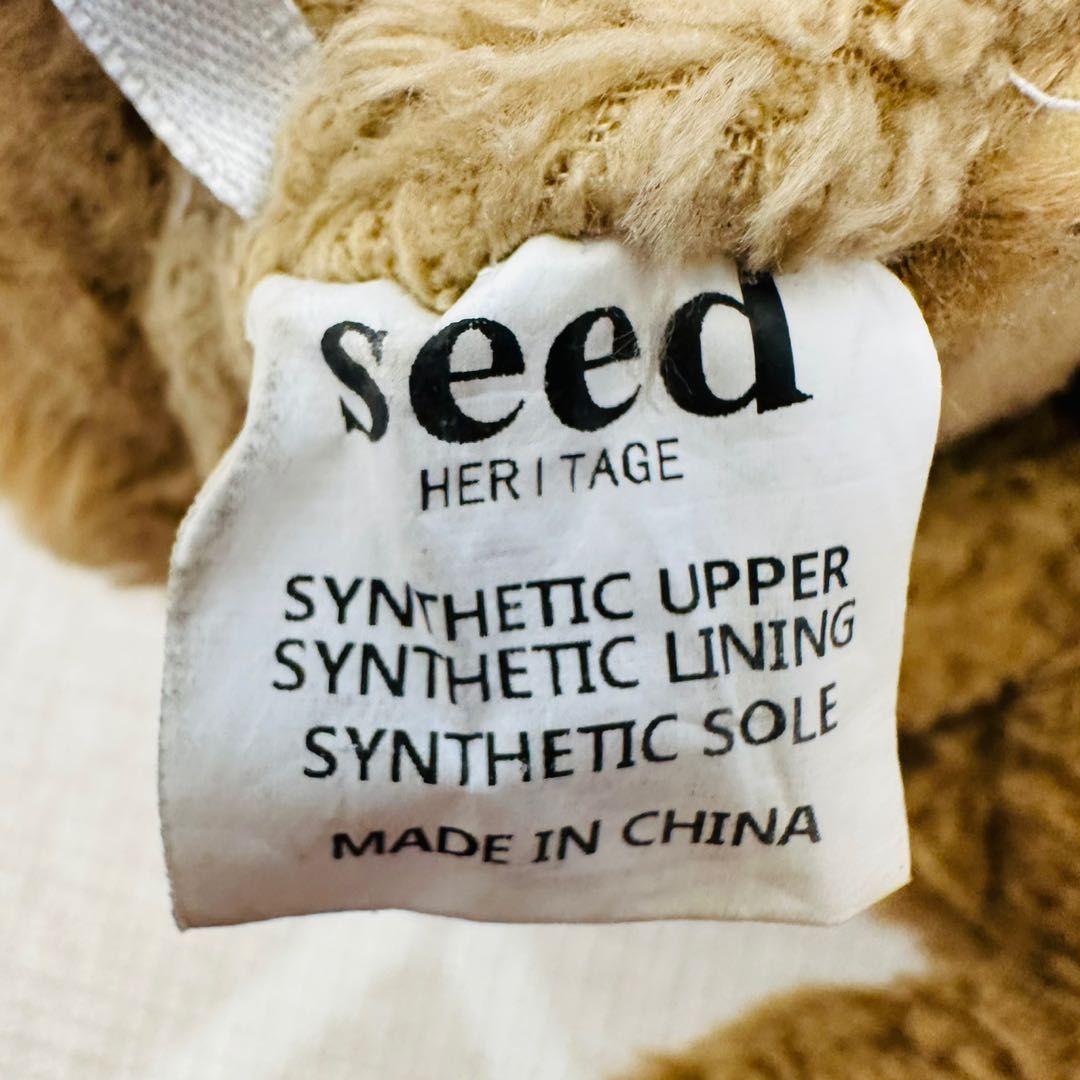 seed
HERITAGE
SYNTHETIC UPPER
SYNTHETIC LINING
SYNTHETIC SOLE
MADE IN CHINA